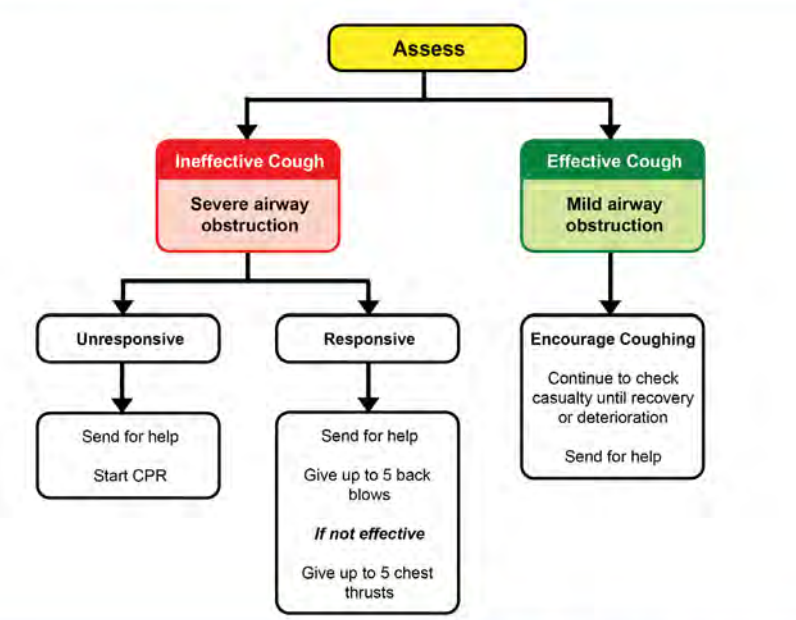 Assess
Ineffective Cough
Severe airway
obstruction
Effective Cough
Mild airway
obstruction
Unresponsive
Send for help
Start CPR
Responsive
Send for help
Give up to 5 back
blows
If not effective
Give up to 5 chest
thrusts
Encourage Coughing
Continue to check
casualty until recovery
or deterioration
Send for help